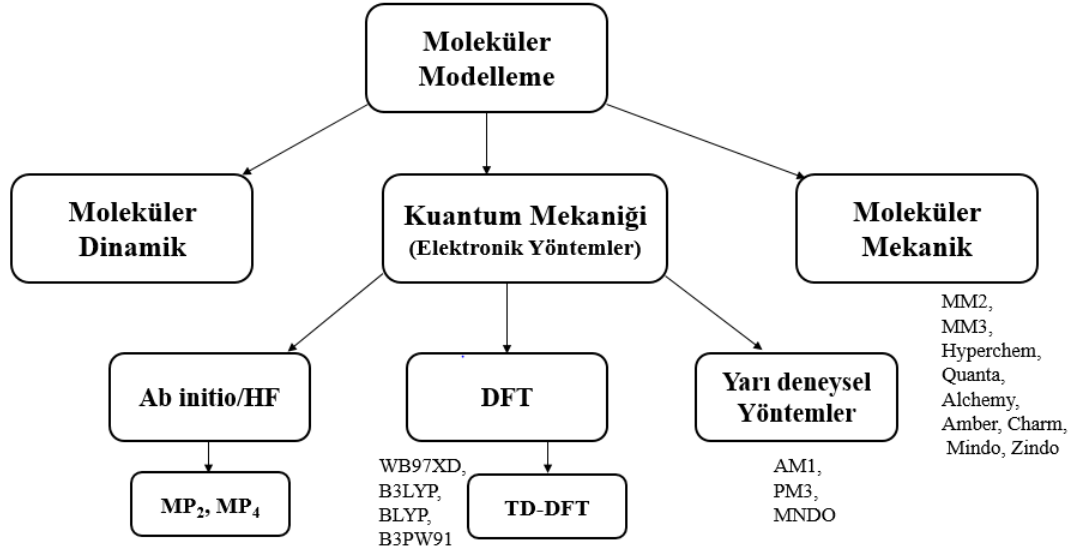 Moleküler
Modelleme
Moleküler
Dinamik
Kuantum Mekaniği
(Elektronik Yöntemler)
Moleküler
Mekanik
MM2,
MM3,
Hyperchem,
Quanta,
Alchemy,
Amber, Charm,
Mindo, Zindo
Ab initio/HF
DFT
Yarı deneysel
Yöntemler
MP₂, MP₄
WB97XD,
B3LYP,
BLYP,
B3PW91
TD-DFT
AM1,
PM3,
MNDO